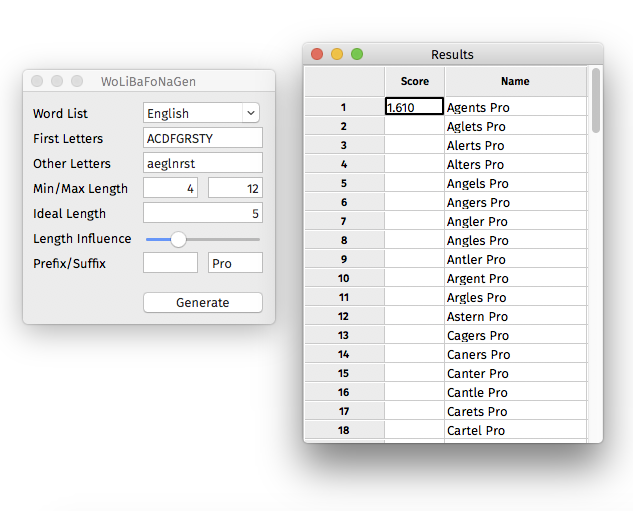 WoLiBaFoNaGen
Word List English
First Letters ACDFGRSTY
Other Letters aeglnrst
Min/Max Length 4 12
Ideal Length 5
Length Influence
Prefix/Suffix Pro
Generate
Results
Score Name
1 1.610 Agents Pro
2 Aglets Pro
3 Alerts Pro
4 Alters Pro
5 Angels Pro
6 Angers Pro
7 Angler Pro
8 Angles Pro
9 Antler Pro
10 Argent Pro
11 Argles Pro
12 Astern Pro
13 Cagers Pro
14 Caners Pro
15 Canter Pro
16 Cantle Pro
17 Carets Pro
18 Cartel Pro